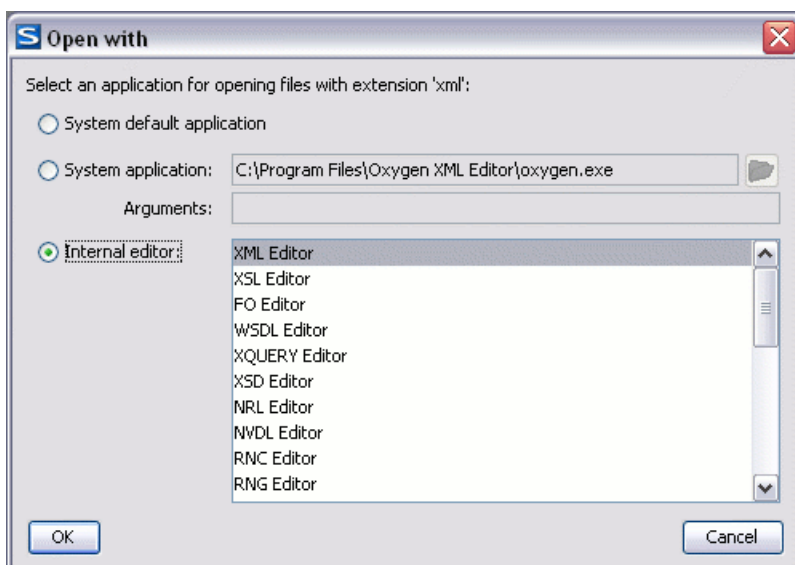 S Open with
Select an application for opening files with extension 'xml':
System default application
System application: C:\Program Files\Oxygen XML Editor\oxygen.exe
Arguments:
Internal editor: XML Editor
XSL Editor
FO Editor
WSDL Editor
XQUERY Editor
XSD Editor
NRL Editor
NVDL Editor
RNC Editor
RNG Editor
OK Cancel